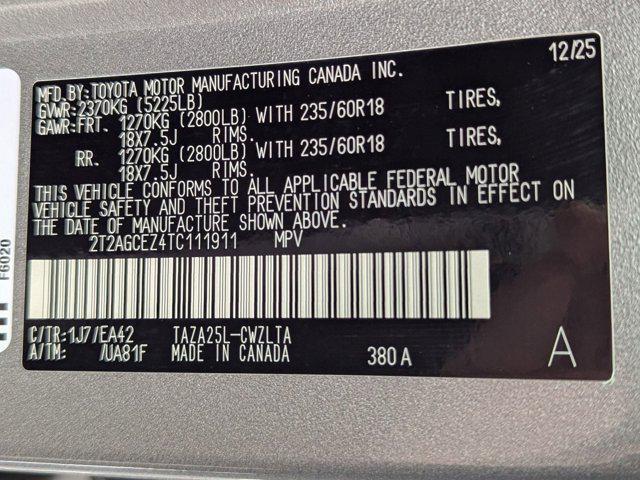 12/25
MFD.BY:TOYOTA MOTOR MANUFACTURING CANADA INC.
GVWR:2370KG (5225LB)
GAWR:FRT. 1270KG (2800LB) WITH 235/60R18 TIRES,
18X7.5J RIMS.
RR. 1270KG (2800LB) WITH 235/60R18 TIRES,
18X7.5J RIMS.
THIS VEHICLE CONFORMS TO ALL APPLICABLE FEDERAL MOTOR
VEHICLE SAFETY AND THEFT PREVENTION STANDARDS IN EFFECT ON
THE DATE OF MANUFACTURE SHOWN ABOVE.
2T2AGCEZ4TC111911 MPV
C/TR:1J7 /EA42 TAZA25L-CWZLTA
A/TM: /UA81F MADE IN CANADA 380A A
F6020